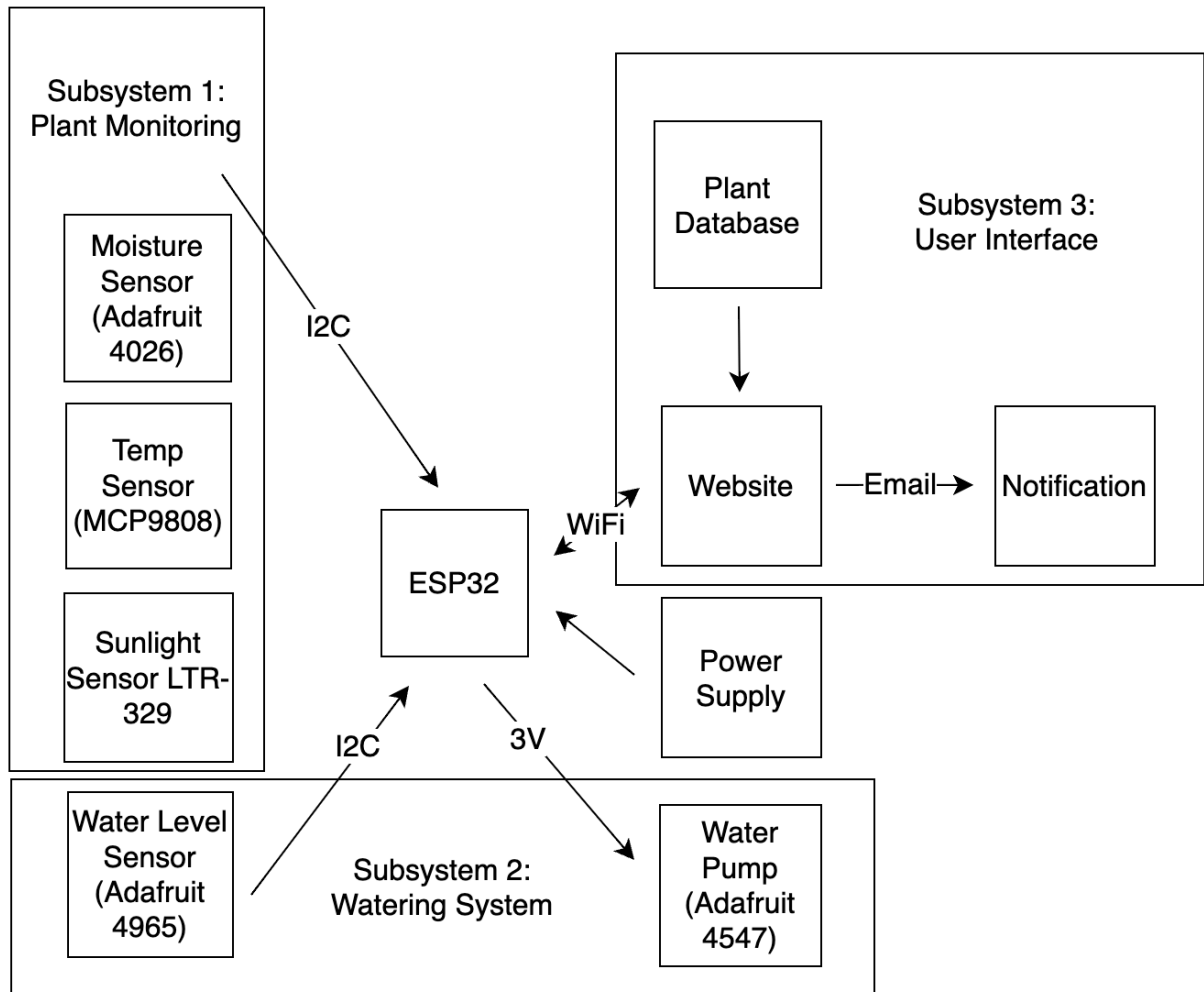 Subsystem 1:
Plant Monitoring
Moisture
Sensor
(Adafruit
4026)
Temp
Sensor
(MCP9808)
Sunlight
Sensor LTR-
329
I2C
ESP32
I2C
3V
WiFi
Plant
Database
Subsystem 3:
User Interface
Website
Email
Notification
Power
Supply
Water Level
Sensor
(Adafruit
4965)
Subsystem 2:
Watering System
Water
Pump
(Adafruit
4547)